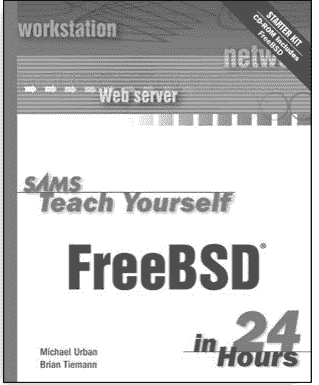 workstation
netw
Web server
STARTER KIT
CD-ROM Includes
FreeBSD
SAMS
Teach Yourself
FreeBSD®
in 24
Hours
Michael Urban
Brian Tiemann